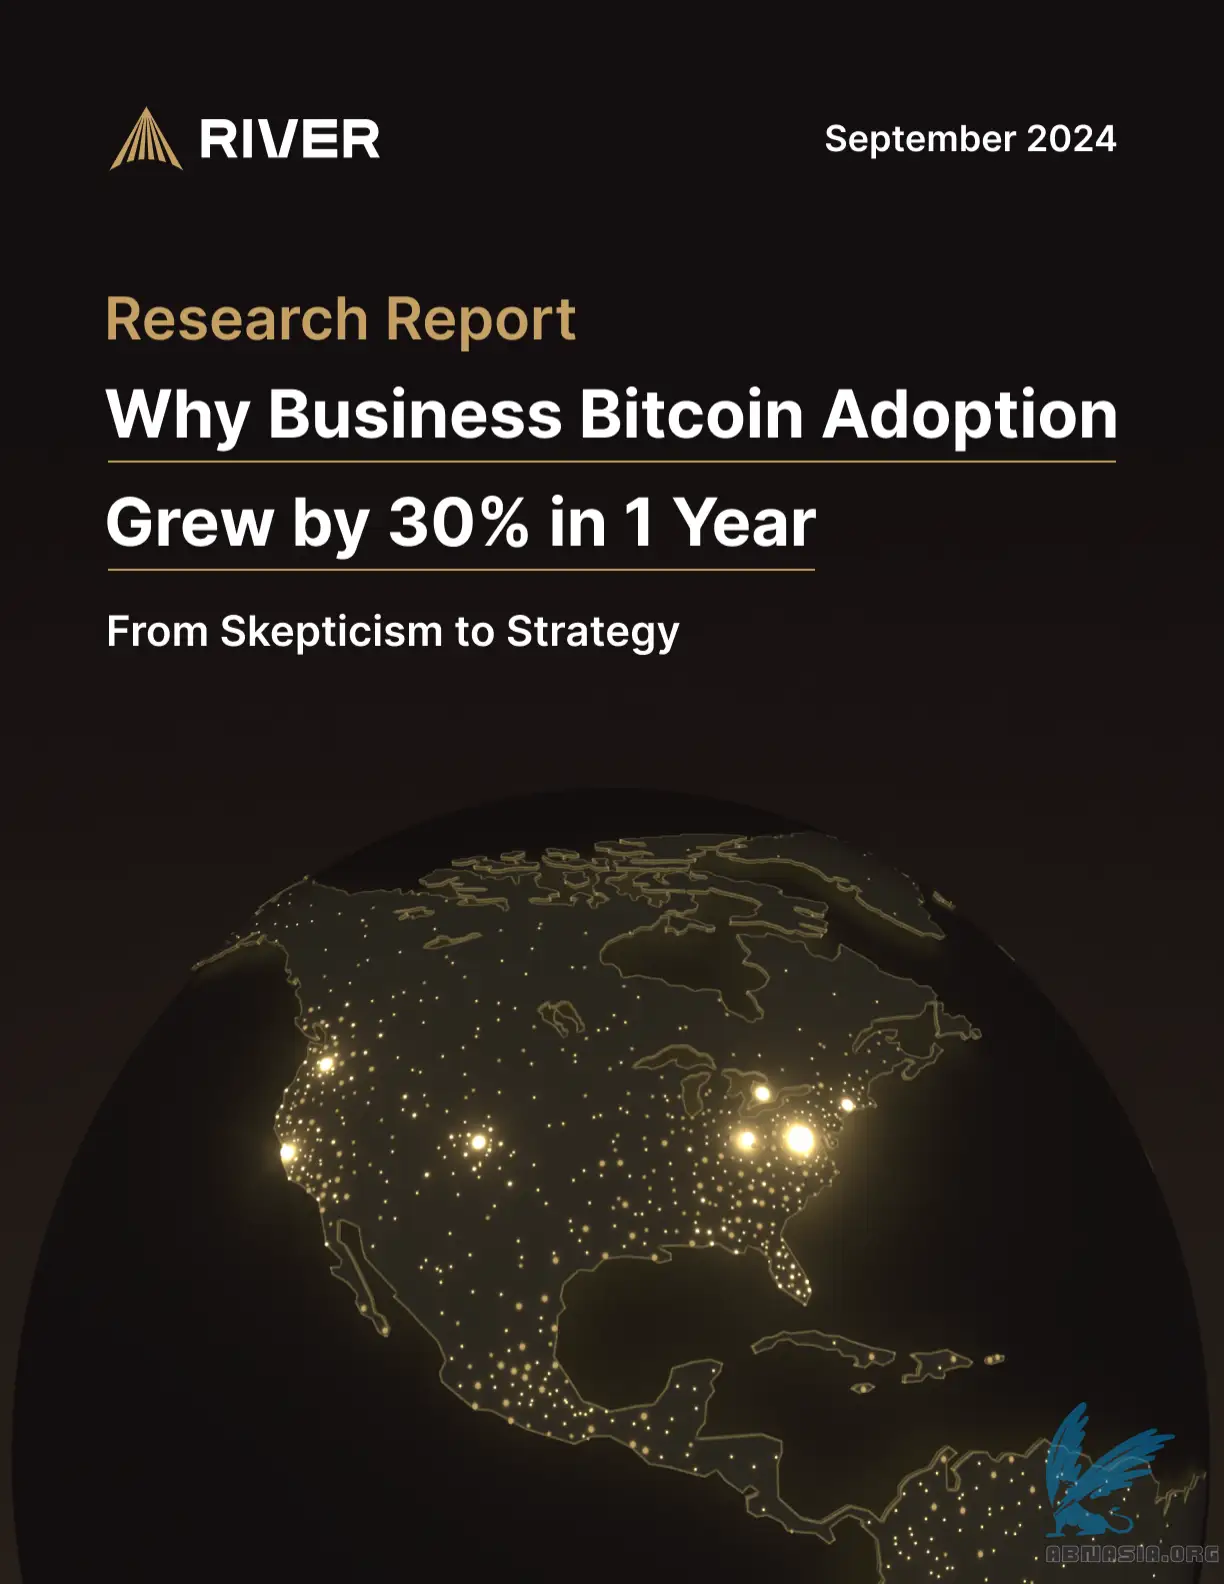 RIVER
September 2024
Research Report
Why Business Bitcoin Adoption
Grew by 30% in 1 Year
From Skepticism to Strategy
ABMASIA.ORG